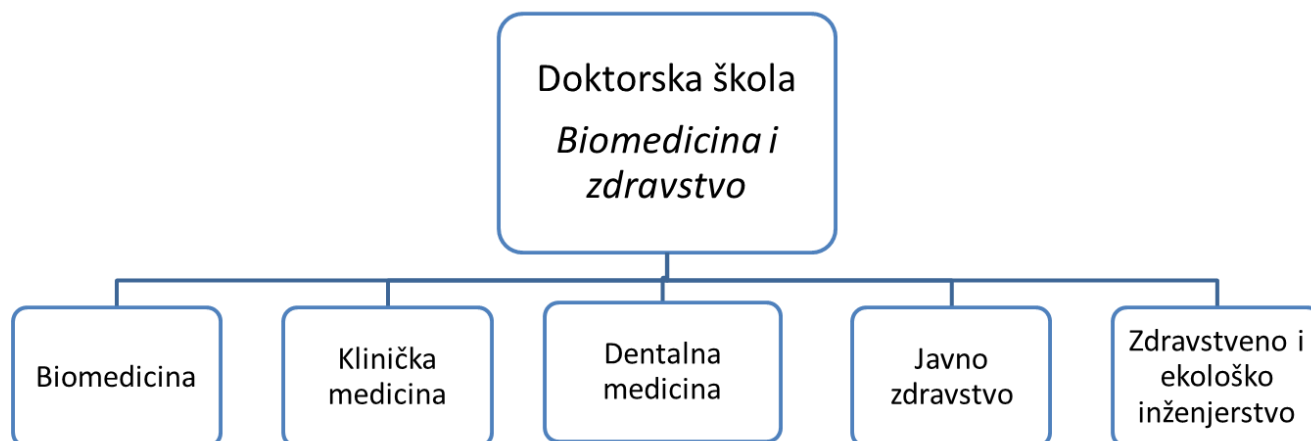 Doktorska škola
Biomedicina i
zdravstvo
Biomedicina
Klinička
medicina
Dentalna
medicina
Javno
zdravstvo
Zdravstveno i
ekološko
inženjerstvo